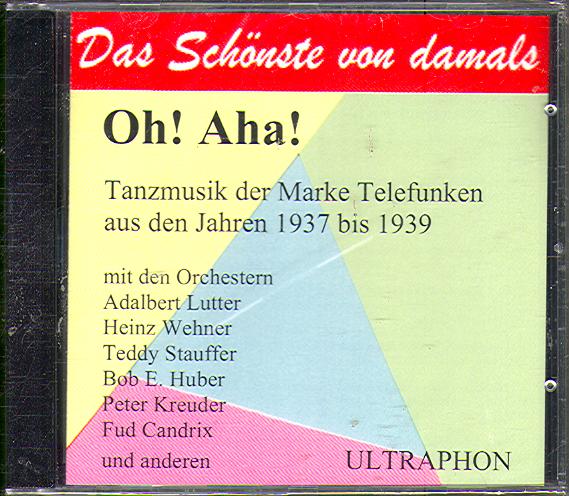 Das Schönste von damals
Oh! Aha!
Tanzmusik der Marke Telefunken
aus den Jahren 1937 bis 1939
mit den Orchestern
Adalbert Lutter
Heinz Wehner
Teddy Stauffer
Bob E. Huber
Peter Kreuder
Fud Candrix
und anderen
ULTRAPHON